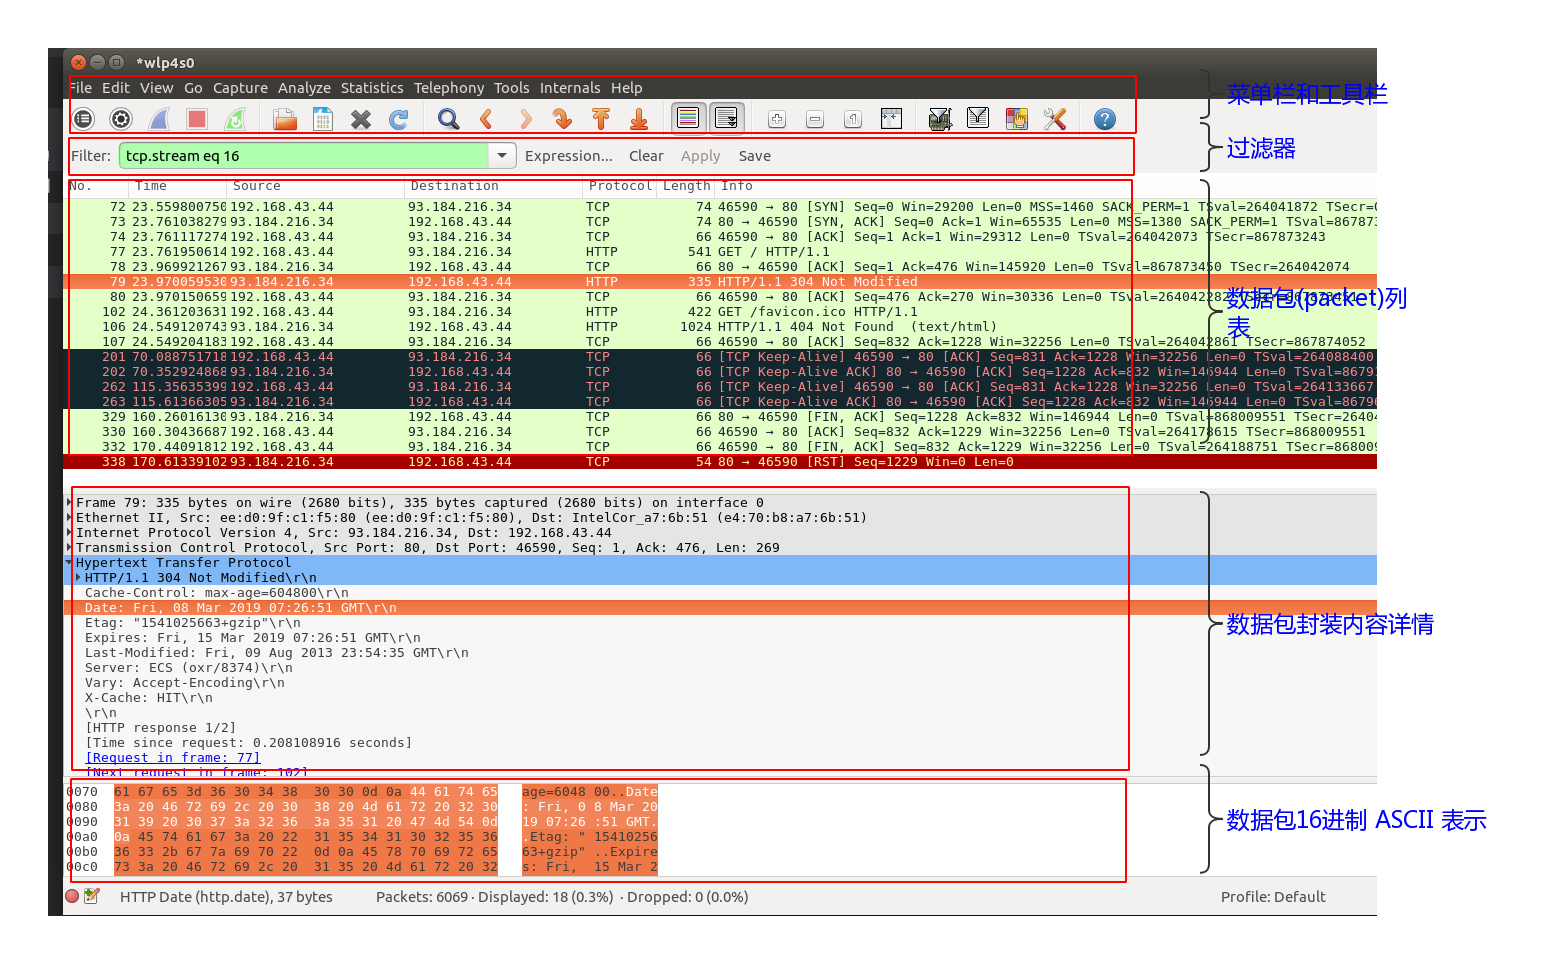 *wlp4s0
File Edit View Go Capture Analyze Statistics Telephony Tools Internals Help
菜单栏和工具栏
Filter: tcp.stream eq 16 Expression... Clear Apply Save
过滤器
No. Time Source Destination Protocol Length Info
72 23.559800750 192.168.43.44 93.184.216.34 TCP 74 46590 → 80 [SYN] Seq=0 Win=29200 Len=0 MSS=1460 SACK_PERM=1 TSval=264041872 TSecr=0
73 23.761038279 93.184.216.34 192.168.43.44 TCP 74 80 → 46590 [SYN, ACK] Seq=0 Ack=1 Win=65535 Len=0 MSS=1380 SACK_PERM=1 TSval=867873
74 23.761117274 192.168.43.44 93.184.216.34 TCP 66 46590 → 80 [ACK] Seq=1 Ack=1 Win=29312 Len=0 TSval=264042073 TSecr=867873243
77 23.761950614 192.168.43.44 93.184.216.34 HTTP 541 GET / HTTP/1.1
78 23.969921267 93.184.216.34 192.168.43.44 TCP 66 80 → 46590 [ACK] Seq=1 Ack=476 Win=145920 Len=0 TSval=867873450 TSecr=264042074
79 23.970059530 93.184.216.34 192.168.43.44 HTTP 335 HTTP/1.1 304 Not Modified
80 23.970150659 192.168.43.44 93.184.216.34 TCP 66 46590 → 80 [ACK] Seq=476 Ack=270 Win=30336 Len=0 TSval=264042282
数据包(packet)列
表
102 24.361203631 192.168.43.44 93.184.216.34 HTTP 422 GET /favicon.ico HTTP/1.1
106 24.549120743 93.184.216.34 192.168.43.44 HTTP 1024 HTTP/1.1 404 Not Found (text/html)
107 24.549204183 192.168.43.44 93.184.216.34 TCP 66 46590 → 80 [ACK] Seq=832 Ack=1228 Win=32256 Len=0 TSval=264042861 TSecr=867874052
201 70.088751718 192.168.43.44 93.184.216.34 TCP 66 [TCP Keep-Alive] 46590 → 80 [ACK] Seq=831 Ack=1228 Win=32256 Len=0 TSval=264088400
202 70.352924868 93.184.216.34 192.168.43.44 TCP 66 [TCP Keep-Alive ACK] 80 → 46590 [ACK] Seq=1228 Ack=832 Win=146944 Len=0 TSval=86791
262 115.35635399 192.168.43.44 93.184.216.34 TCP 66 [TCP Keep-Alive] 46590 → 80 [ACK] Seq=831 Ack=1228 Win=32256 Len=0 TSval=264133667
263 115.61366305 93.184.216.34 192.168.43.44 TCP 66 [TCP Keep-Alive ACK] 80 → 46590 [ACK] Seq=1228 Ack=832 Win=146944 Len=0 TSval=86796
329 160.26016130 93.184.216.34 192.168.43.44 TCP 66 80 → 46590 [FIN, ACK] Seq=1228 Ack=832 Win=146944 Len=0 TSval=868009551 TSecr=26404
330 160.30436687 192.168.43.44 93.184.216.34 TCP 66 46590 → 80 [ACK] Seq=832 Ack=1229 Win=32256 Len=0 TSval=264178615 TSecr=868009551
332 170.44091812 192.168.43.44 93.184.216.34 TCP 66 46590 → 80 [FIN, ACK] Seq=832 Ack=1229 Win=32256 Len=0 TSval=264188751 TSecr=868009
338 170.61339102 93.184.216.34 192.168.43.44 TCP 54 80 → 46590 [RST] Seq=1229 Win=0 Len=0
Frame 79: 335 bytes on wire (2680 bits), 335 bytes captured (2680 bits) on interface 0
Ethernet II, Src: ee:d0:9f:c1:f5:80 (ee:d0:9f:c1:f5:80), Dst: IntelCor_a7:6b:51 (e4:70:b8:a7:6b:51)
Internet Protocol Version 4, Src: 93.184.216.34, Dst: 192.168.43.44
Transmission Control Protocol, Src Port: 80, Dst Port: 46590, Seq: 1, Ack: 476, Len: 269
Hypertext Transfer Protocol
HTTP/1.1 304 Not Modified\r\n
Cache-Control: max-age=604800\r\n
Date: Fri, 08 Mar 2019 07:26:51 GMT\r\n
Etag: "1541025663+gzip"\r\n
Expires: Fri, 15 Mar 2019 07:26:51 GMT\r\n
Last-Modified: Fri, 09 Aug 2013 23:54:35 GMT\r\n
Server: ECS (oxr/8374)\r\n
Vary: Accept-Encoding\r\n
X-Cache: HIT\r\n
\r\n
[HTTP response 1/2]
[Time since request: 0.208108916 seconds]
[Request in frame: 77]
[Next request in frame: 102]
数据包封装内容详情
0070 61 67 65 3d 36 30 34 38 30 30 0d 0a 44 61 74 65 age=6048 00..Date
0080 3a 20 46 72 69 2c 20 30 38 20 4d 61 72 20 32 30 : Fri, 0 8 Mar 20
0090 31 39 20 30 37 3a 32 36 3a 35 31 20 47 4d 54 0d 19 07:26 :51 GMT.
00a0 0a 45 74 61 67 3a 20 22 31 35 34 31 30 32 35 36 .Etag: " 15410256
00b0 36 33 2b 67 7a 69 70 22 0d 0a 45 78 70 69 72 65 63+gzip" ..Expire
00c0 73 3a 20 46 72 69 2c 20 31 35 20 4d 61 72 20 32 s: Fri, 15 Mar 2
数据包16进制 ASCII 表示
HTTP Date (http.date), 37 bytes Packets: 6069 · Displayed: 18 (0.3%) · Dropped: 0 (0.0%) Profile: Default